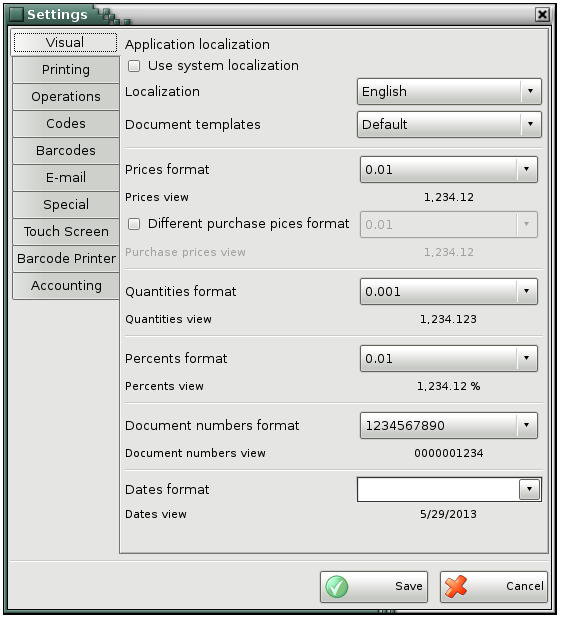 Settings
Visual
Printing
Operations
Codes
Barcodes
E-mail
Special
Touch Screen
Barcode Printer
Accounting
Application localization
Use system localization
Localization English
Document templates Default
Prices format 0.01
Prices view 1,234.12
Different purchase pices format 0.01
Purchase prices view 1,234.12
Quantities format 0.001
Quantities view 1,234.123
Percents format 0.01
Percents view 1,234.12 %
Document numbers format 1234567890
Document numbers view 0000001234
Dates format
Dates view 5/29/2013
Save Cancel